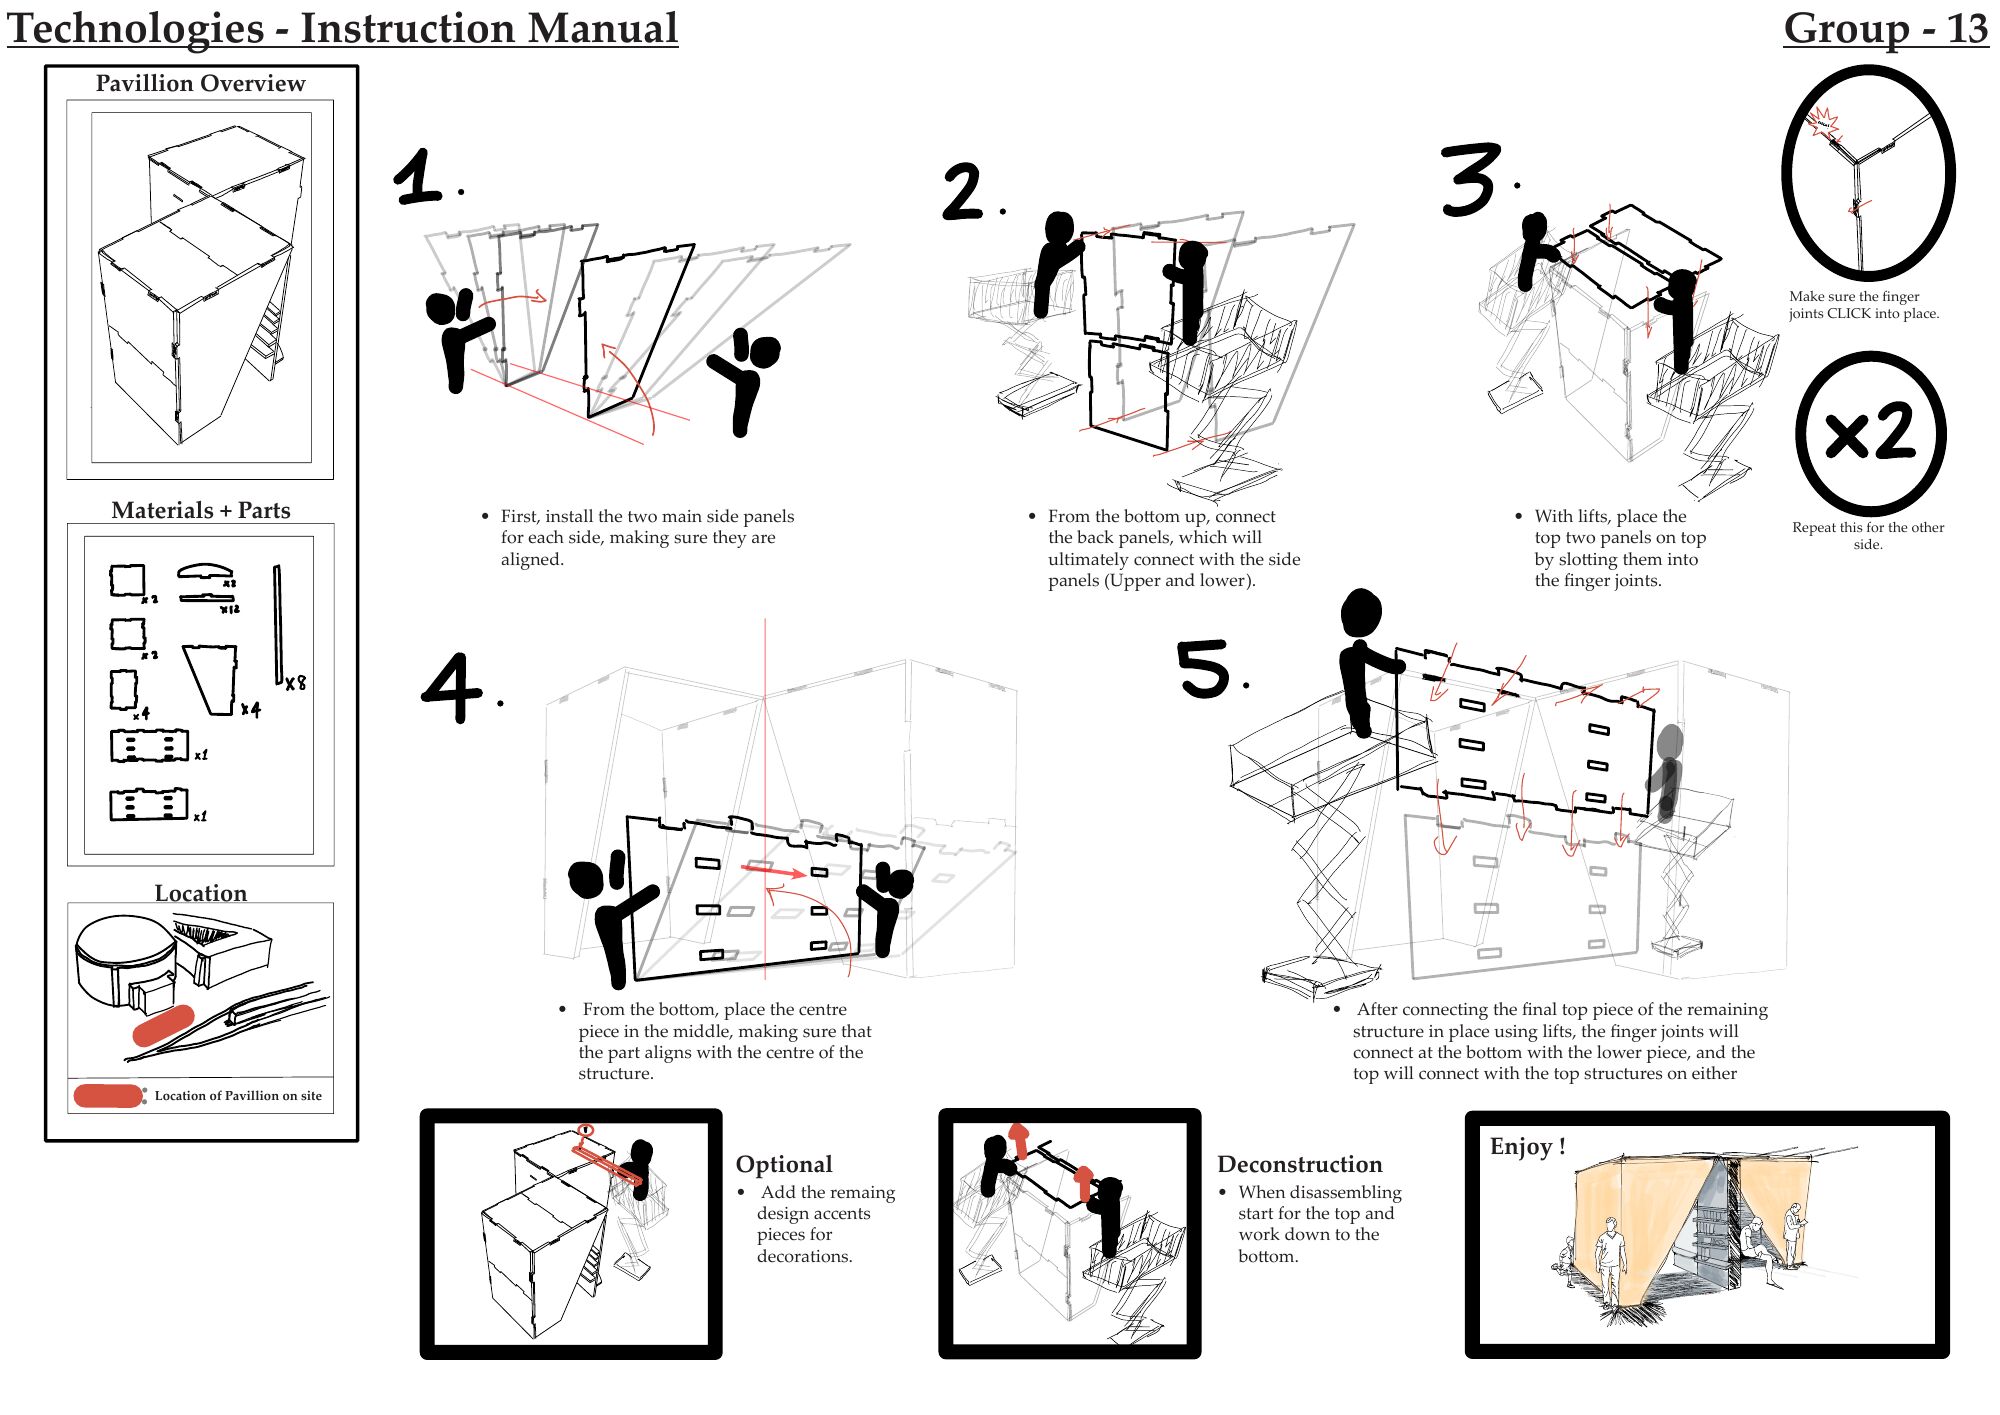 Technologies - Instruction Manual
Group - 13
Pavillion Overview
Materials + Parts
x2
x2
x4
x1
x1
x2
x12
x4
x8
Location
Location of Pavillion on site
1.
• First, install the two main side panels
for each side, making sure they are
aligned.
2.
• From the bottom up, connect
the back panels, which will
ultimately connect with the side
panels (Upper and lower).
3.
• With lifts, place the
top two panels on top
by slotting them into
the finger joints.
Make sure the finger
joints CLICK into place.
x2
Repeat this for the other
side.
4.
• From the bottom, place the centre
piece in the middle, making sure that
the part aligns with the centre of the
structure.
5.
• After connecting the final top piece of the remaining
structure in place using lifts, the finger joints will
connect at the bottom with the lower piece, and the
top will connect with the top structures on either
Optional
• Add the remaing
design accents
pieces for
decorations.
Deconstruction
• When disassembling
start for the top and
work down to the
bottom.
Enjoy !